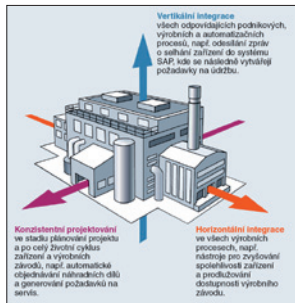 Vertikální integrace
všech odpovídajících podnikových,
výrobních a automatizačních
procesů, např. odesílání zpráv
o selhání zařízení do systému
SAP, kde se následně vytvářejí
požadavky na údržbu.
Konzistentní projektování
ve stadiu plánování projektu
a po celý životní cyklus
zařízení a výrobních
závodů, např. automatické
objednávání náhradních dílů
a generování požadavků na
servis.
Horizontální integrace
ve všech výrobních
procesech, např.
nástroje pro zvyšování
spolehlivosti zařízení
a prodlužování
dostupnosti výrobního
závodu.